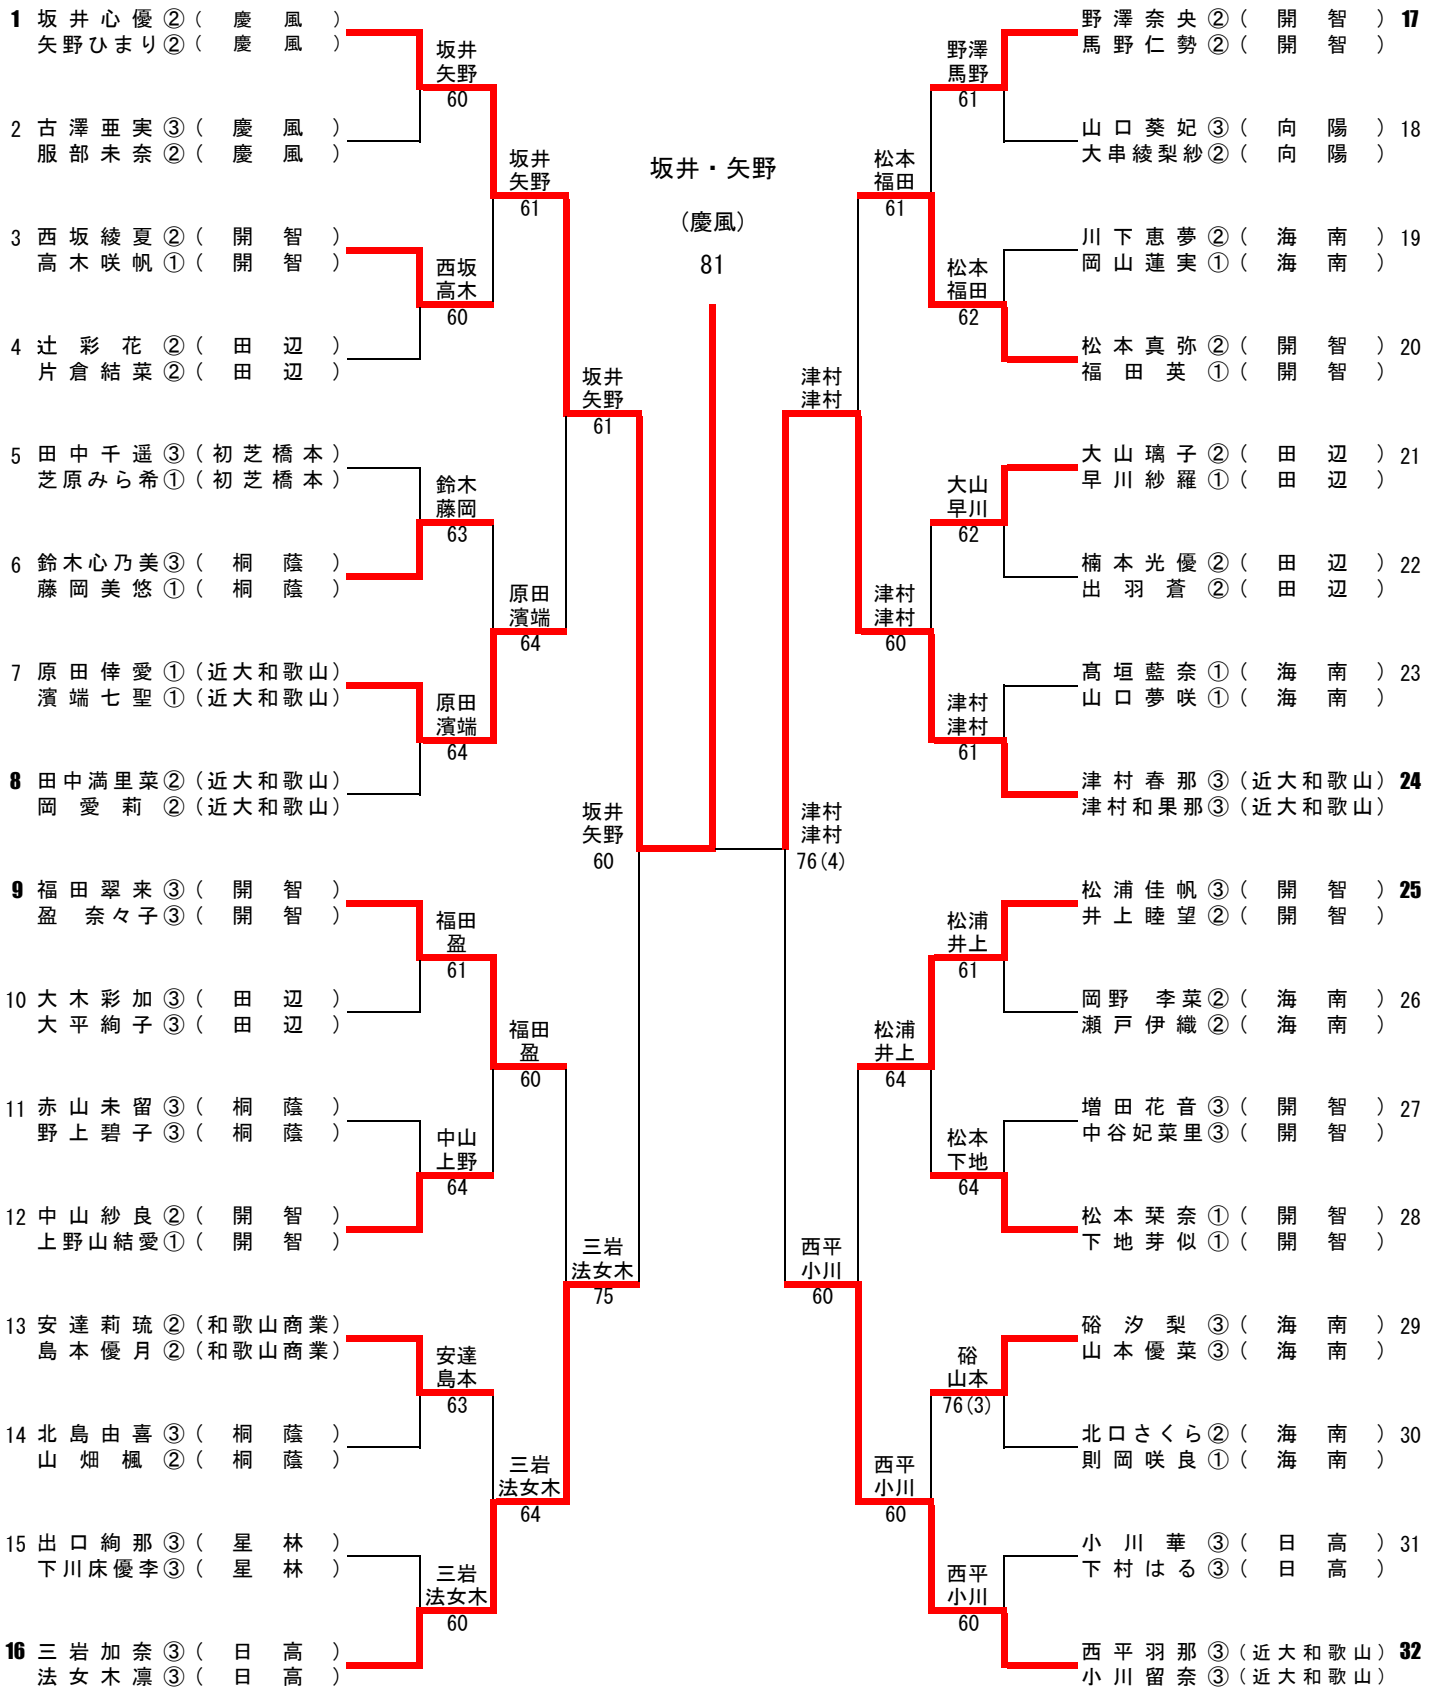 1 坂井心優②(慶風)
矢野ひまり②(慶風)
2 古澤亜実③(慶風)
服部未奈②(慶風)
3 西坂綾夏②(開智)
高木咲帆①(開智)
4 辻彩花②(田辺)
片倉結菜②(田辺)
5 田中千遥③(初芝橋本)
芝原みら希①(初芝橋本)
6 鈴木心乃美③(桐蔭)
藤岡美悠①(桐蔭)
7 原田倖愛①(近大和歌山)
濱端七聖①(近大和歌山)
8 田中満里菜②(近大和歌山)
岡愛莉②(近大和歌山)
9 福田翠来③(開智)
盈奈々子③(開智)
10 大木彩加③(田辺)
大平絢子③(田辺)
11 赤山未留③(桐蔭)
野上碧子③(桐蔭)
12 中山紗良②(開智)
上野山結愛①(開智)
13 安達莉琉②(和歌山商業)
島本優月②(和歌山商業)
14 北島由喜③(桐蔭)
山畑楓②(桐蔭)
15 出口絢那③(星林)
下川床優李③(星林)
16 三岩加奈③(日高)
法女木凛③(日高)
坂井
矢野
60
西坂
高木
60
鈴木
藤岡
63
原田
濱端
64
福田
盈
61
中山
上野
64
安達
島本
63
三岩
法女木
60
坂井
矢野
61
原田
濱端
64
福田
盈
60
三岩
法女木
64
坂井
矢野
61
三岩
法女木
75
坂井
矢野
60
坂井・矢野
(慶風)
81
津村
津村
76(4)
津村
津村
西平
小川
60
松本
福田
61
津村
津村
60
松浦
井上
64
西平
小川
60
野澤
馬野
61
松本
福田
62
大山
早川
62
津村
津村
61
松浦
井上
61
松本
下地
64
硲
山本
76(3)
西平
小川
60
野澤奈央②(開智) 17
馬野仁勢②(開智)
山口葵妃③(向陽) 18
大串綾梨紗②(向陽)
川下恵夢②(海南) 19
岡山蓮実①(海南)
松本真弥②(開智) 20
福田英①(開智)
大山璃子②(田辺) 21
早川紗羅①(田辺)
楠本光優②(田辺) 22
出羽蒼②(田辺)
髙垣藍奈①(海南) 23
山口夢咲①(海南)
津村春那③(近大和歌山) 24
津村和果那③(近大和歌山)
松浦佳帆③(開智) 25
井上睦望②(開智)
岡野李菜②(海南) 26
瀬戸伊織②(海南)
増田花音③(開智) 27
中谷妃菜里③(開智)
松本栞奈①(開智) 28
下地芽似①(開智)
硲汐梨③(海南) 29
山本優菜③(海南)
北口さくら②(海南) 30
則岡咲良①(海南)
小川華③(日高) 31
下村はる③(日高)
西平羽那③(近大和歌山) 32
小川留奈③(近大和歌山)